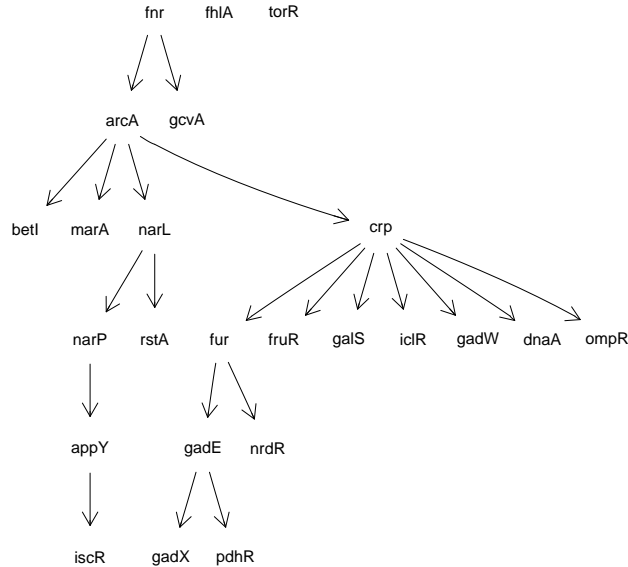 fnr fhlA torR
arcA gcvA
betI marA narL crp
narP rstA fur fruR galS iclR gadW dnaA ompR
appY gadE nrdR
iscR gadX pdhR